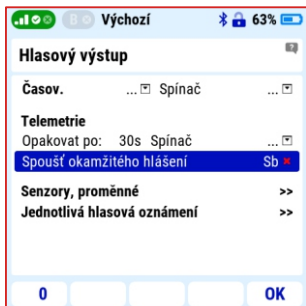 B Výchozí 63%
Hlasový výstup
Časov. ... Spínač ...
Telemetrie
Opakovat po: 30s Spínač ...
Spoušť okamžitého hlášení Sb
Senzory, proměnné >>
Jednotlivá hlasová oznámení >>
0 OK